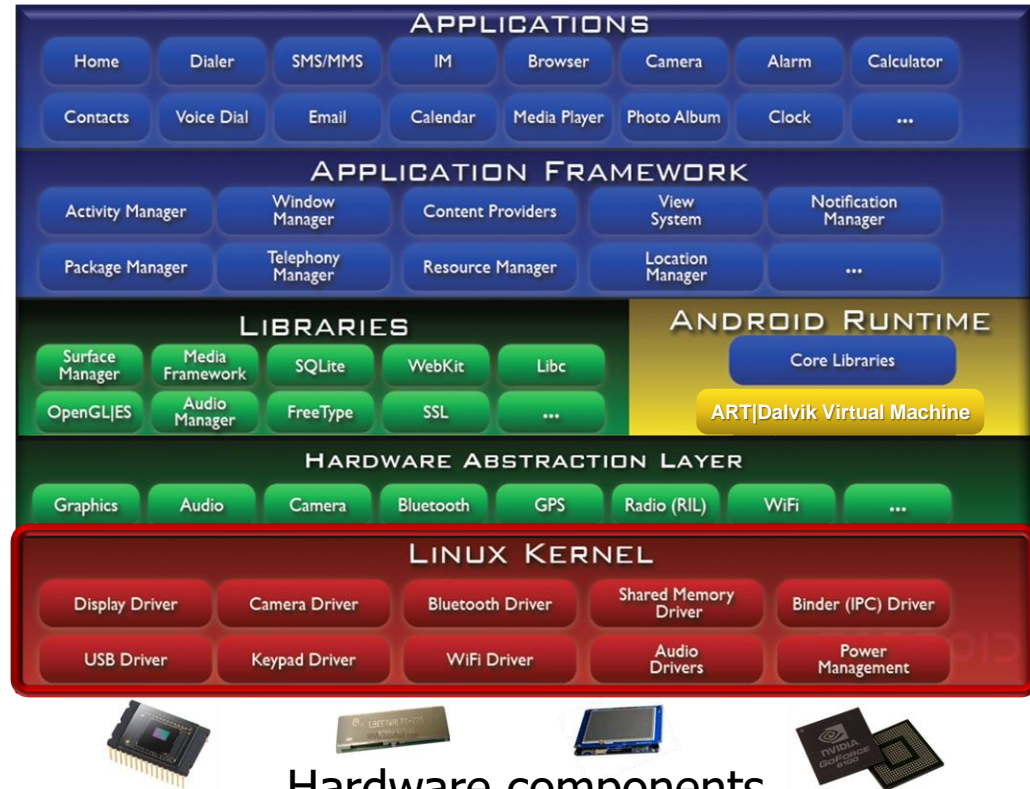 APPLICATIONS
Home Dialer SMS/MMS IM Browser Camera Alarm Calculator
Contacts Voice Dial Email Calendar Media Player Photo Album Clock ...
APPLICATION FRAMEWORK
Activity Manager
Window
Manager
Content Providers
View
System
Notification
Manager
Package Manager
Telephony
Manager
Resource Manager
Location
Manager
...
LIBRARIES
Surface
Manager
Media
Framework
SQLite
WebKit
Libc
OpenGL|ES
Audio
Manager
FreeType
SSL
...
ANDROID RUNTIME
Core Libraries
ART|Dalvik Virtual Machine
HARDWARE ABSTRACTION LAYER
Graphics Audio Camera Bluetooth GPS Radio (RIL) WiFi ...
LINUX KERNEL
Display Driver
Camera Driver
Bluetooth Driver
Shared Memory
Driver
Binder (IPC) Driver
USB Driver
Keypad Driver
WiFi Driver
Audio
Drivers
Power
Management
NVIDIA
GoForce
6100
Hardware components